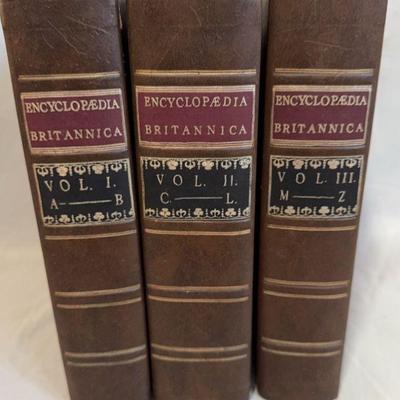 ENCYCLOPÆDIA
BRITANNICA
VOL. I.
A — B
ENCYCLOPÆDIA
BRITANNICA
VOL. II.
C. — L.
ENCYCLOPÆDIA
BRITANNICA
VOL. III.
M — Z